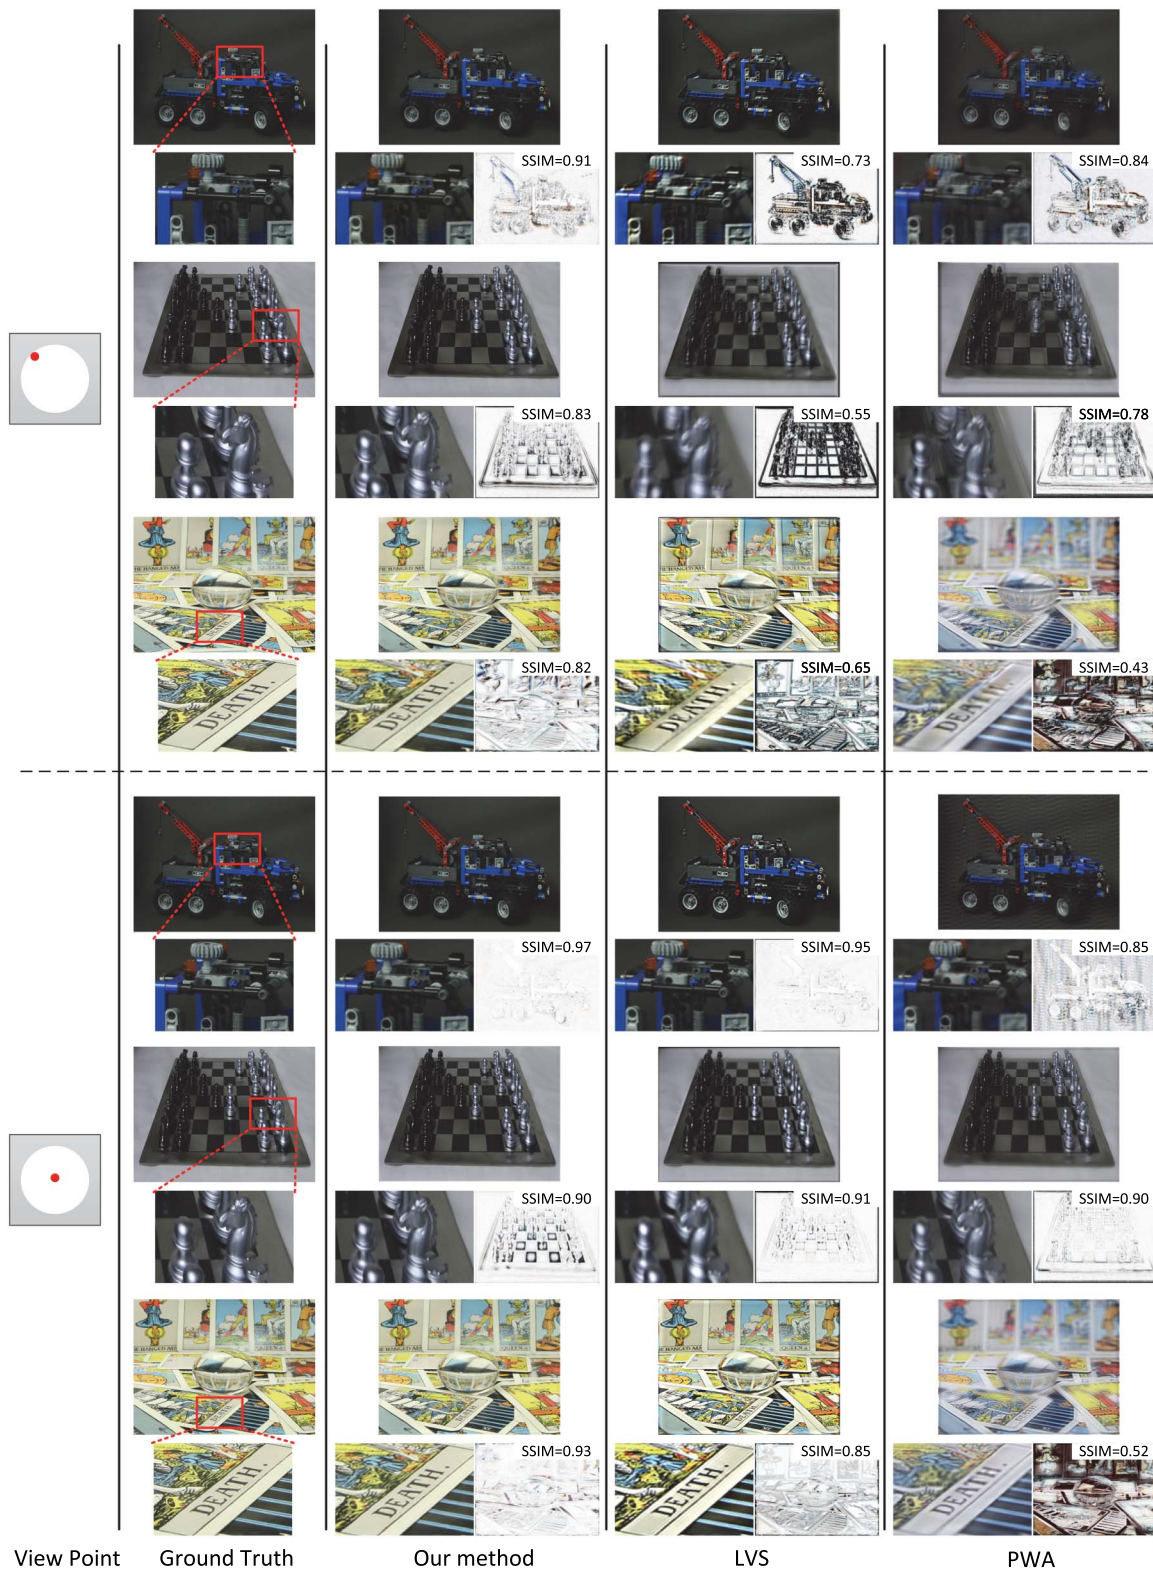 SSIM=0.91 SSIM=0.73 SSIM=0.84
SSIM=0.83 SSIM=0.55 SSIM=0.78
SSIM=0.82 SSIM=0.65 SSIM=0.43
DEATH. DEATH. DEATH. DEATH.
SSIM=0.97 SSIM=0.95 SSIM=0.85
SSIM=0.90 SSIM=0.91 SSIM=0.90
SSIM=0.93 SSIM=0.85 SSIM=0.52
DEATH. DEATH. DEATH. DEATH.
View Point Ground Truth Our method LVS PWA